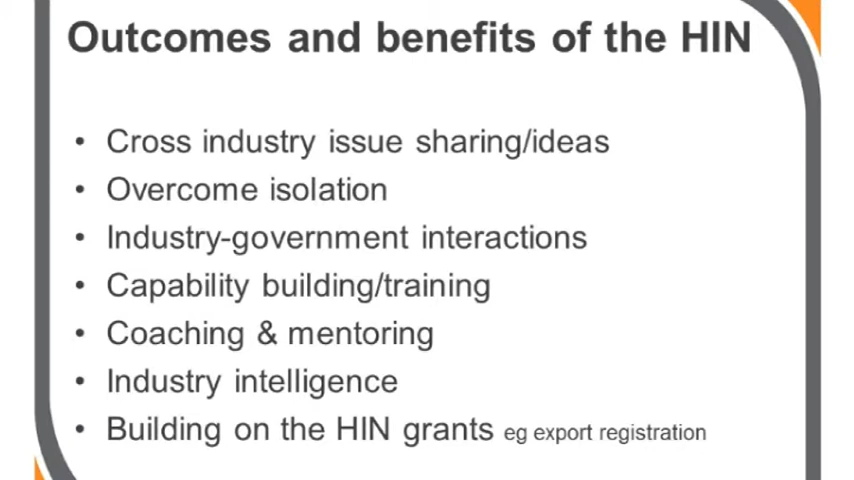 Outcomes and benefits of the HIN
• Cross industry issue sharing/ideas
• Overcome isolation
• Industry-government interactions
• Capability building/training
• Coaching & mentoring
• Industry intelligence
• Building on the HIN grants eg export registration